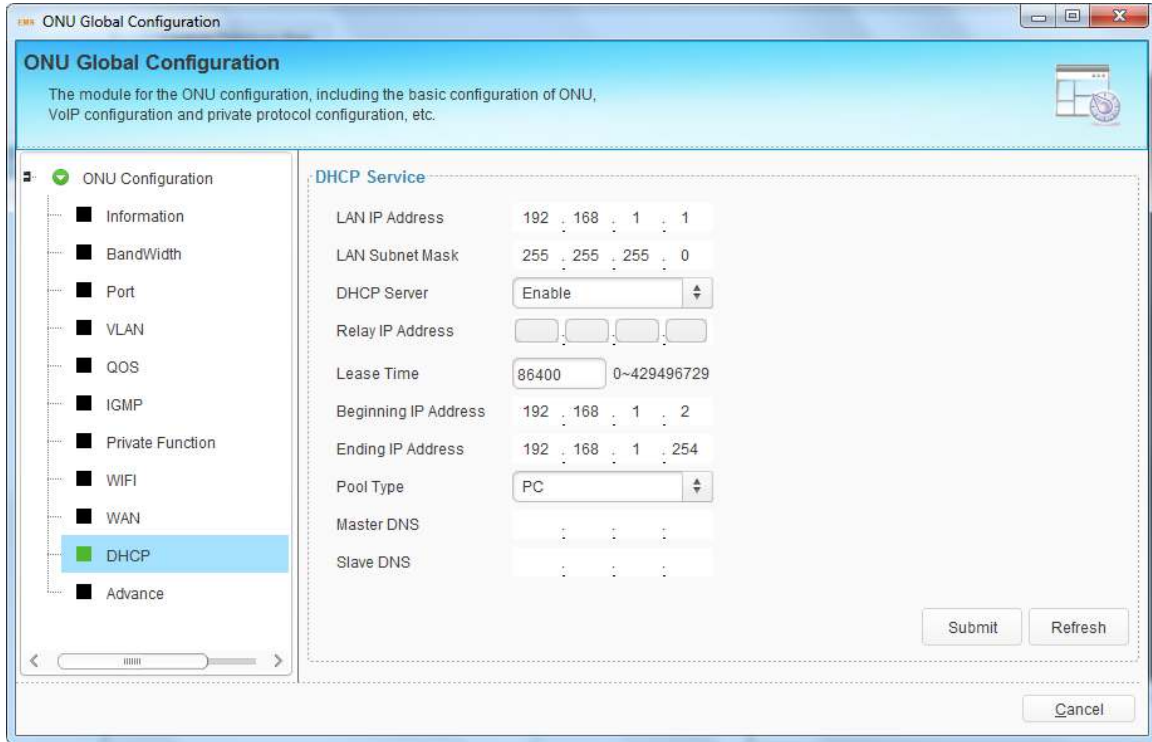 EMS ONU Global Configuration
ONU Global Configuration
The module for the ONU configuration, including the basic configuration of ONU,
VoIP configuration and private protocol configuration, etc.
ONU Configuration
Information
BandWidth
Port
VLAN
QOS
IGMP
Private Function
WIFI
WAN
DHCP
Advance
DHCP Service
LAN IP Address 192 . 168 . 1 . 1
LAN Subnet Mask 255 . 255 . 255 . 0
DHCP Server Enable
Relay IP Address . . .
Lease Time 86400 0~429496729
Beginning IP Address 192 . 168 . 1 . 2
Ending IP Address 192 . 168 . 1 . 254
Pool Type PC
Master DNS . . .
Slave DNS . . .
Submit Refresh
Cancel